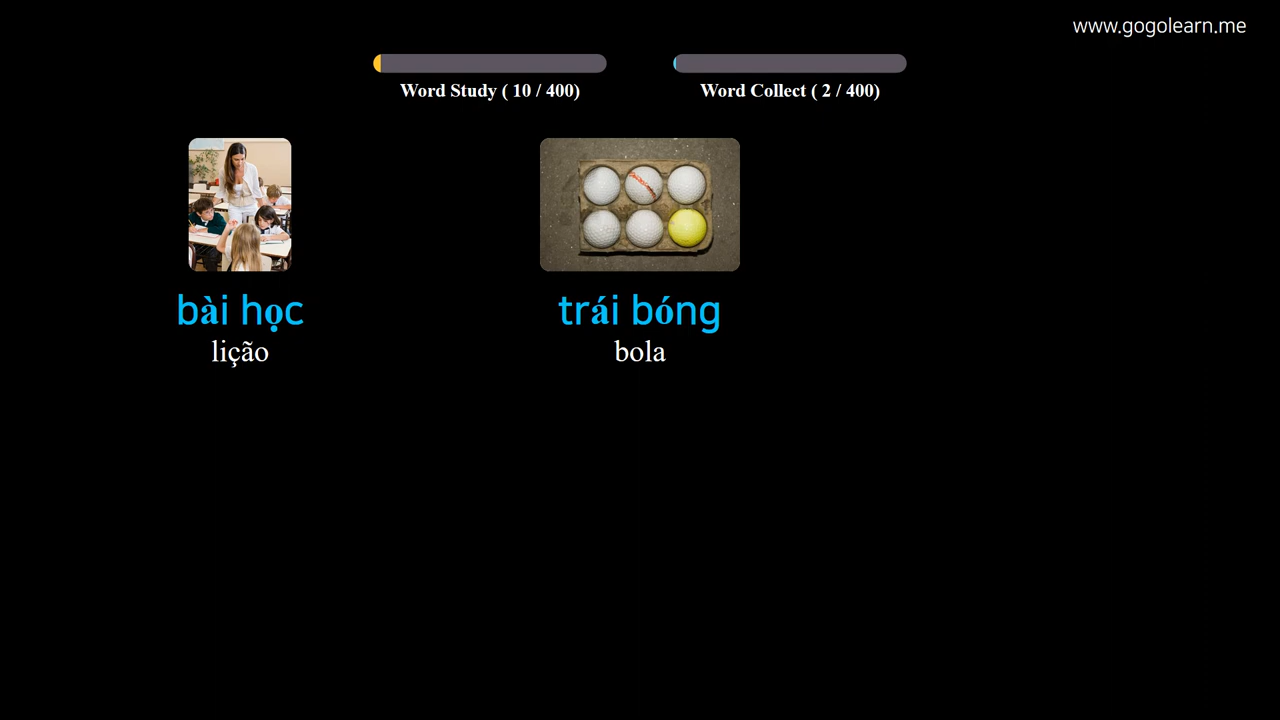 www.gogolearn.me
Word Study ( 10 / 400)
Word Collect ( 2 / 400)
bài học
lição
trái bóng
bola